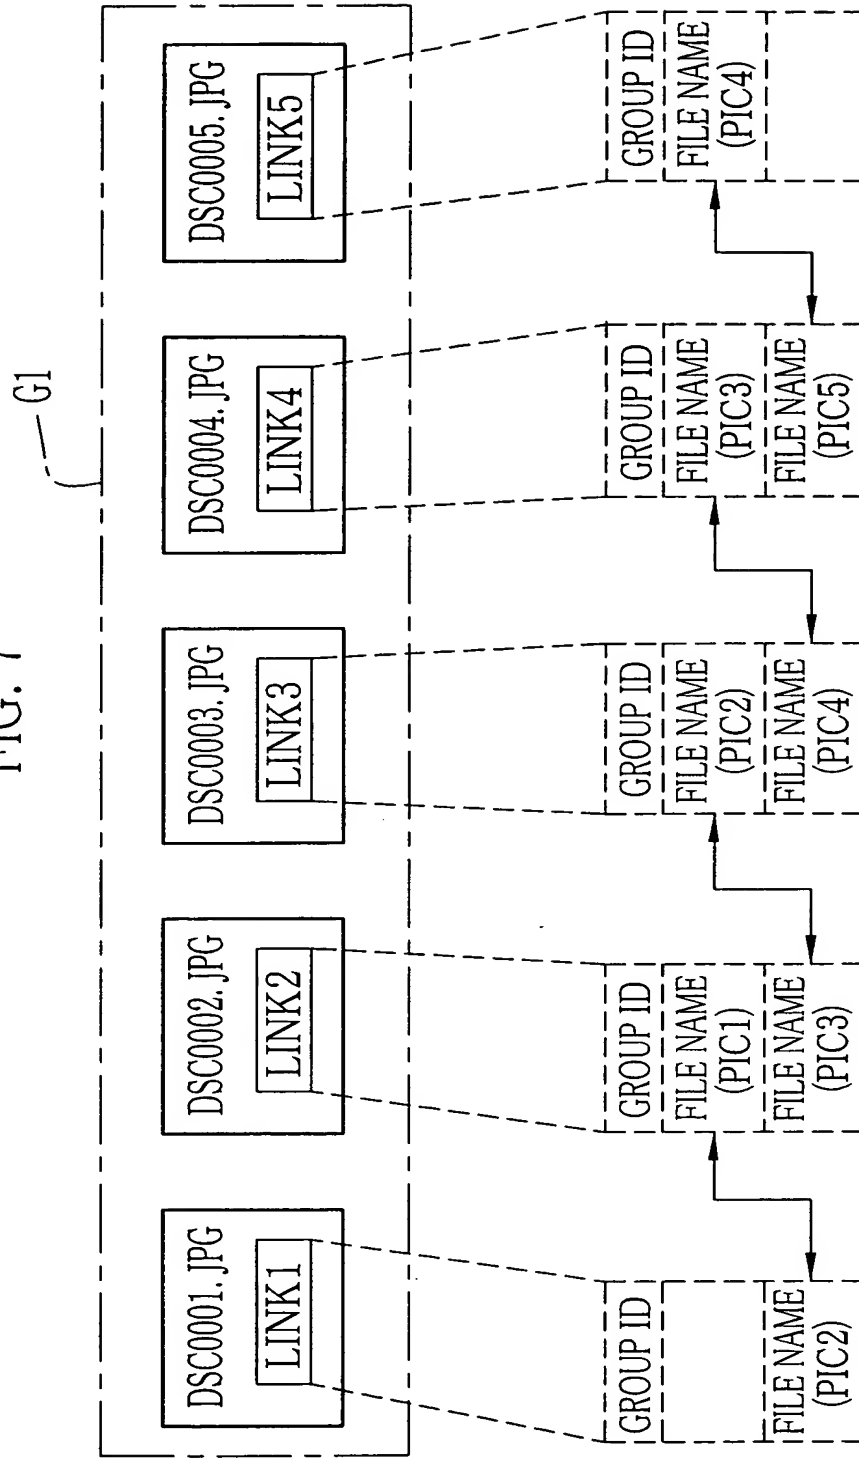 FIG. 7
G1
DSC0001.JPG
LINK1
DSC0002.JPG
LINK2
DSC0003.JPG
LINK3
DSC0004.JPG
LINK4
DSC0005.JPG
LINK5
GROUP ID
FILE NAME
(PIC2)
GROUP ID
FILE NAME
(PIC1)
FILE NAME
(PIC3)
GROUP ID
FILE NAME
(PIC2)
FILE NAME
(PIC4)
GROUP ID
FILE NAME
(PIC3)
FILE NAME
(PIC5)
GROUP ID
FILE NAME
(PIC4)